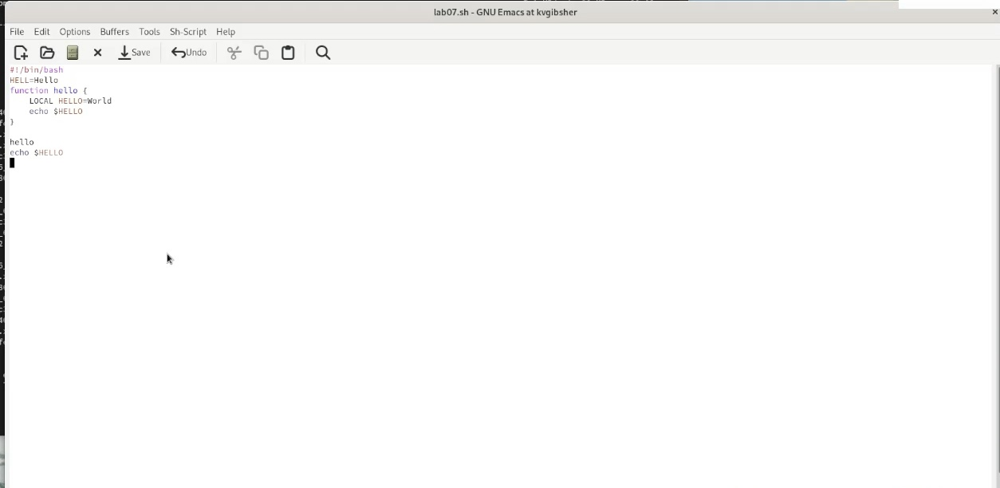 lab07.sh - GNU Emacs at kvgibsher
File Edit Options Buffers Tools Sh-Script Help
Save Undo
#!/bin/bash
HELL=Hello
function hello {
    LOCAL HELLO=World
    echo $HELLO
}
hello
echo $HELLO